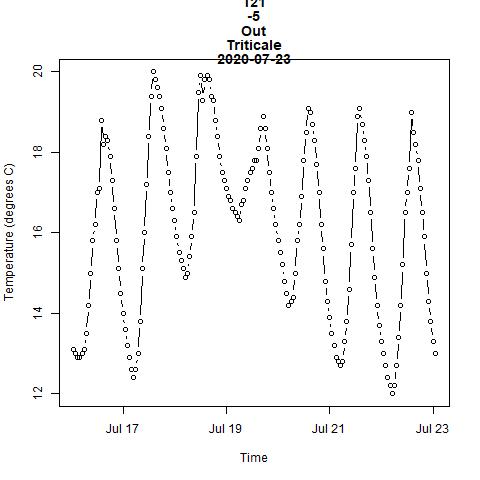 121
-5
Out
Triticale
2020-07-23
Temperature (degrees C)
20
18
16
14
12
Jul 17 Jul 19 Jul 21 Jul 23
Time